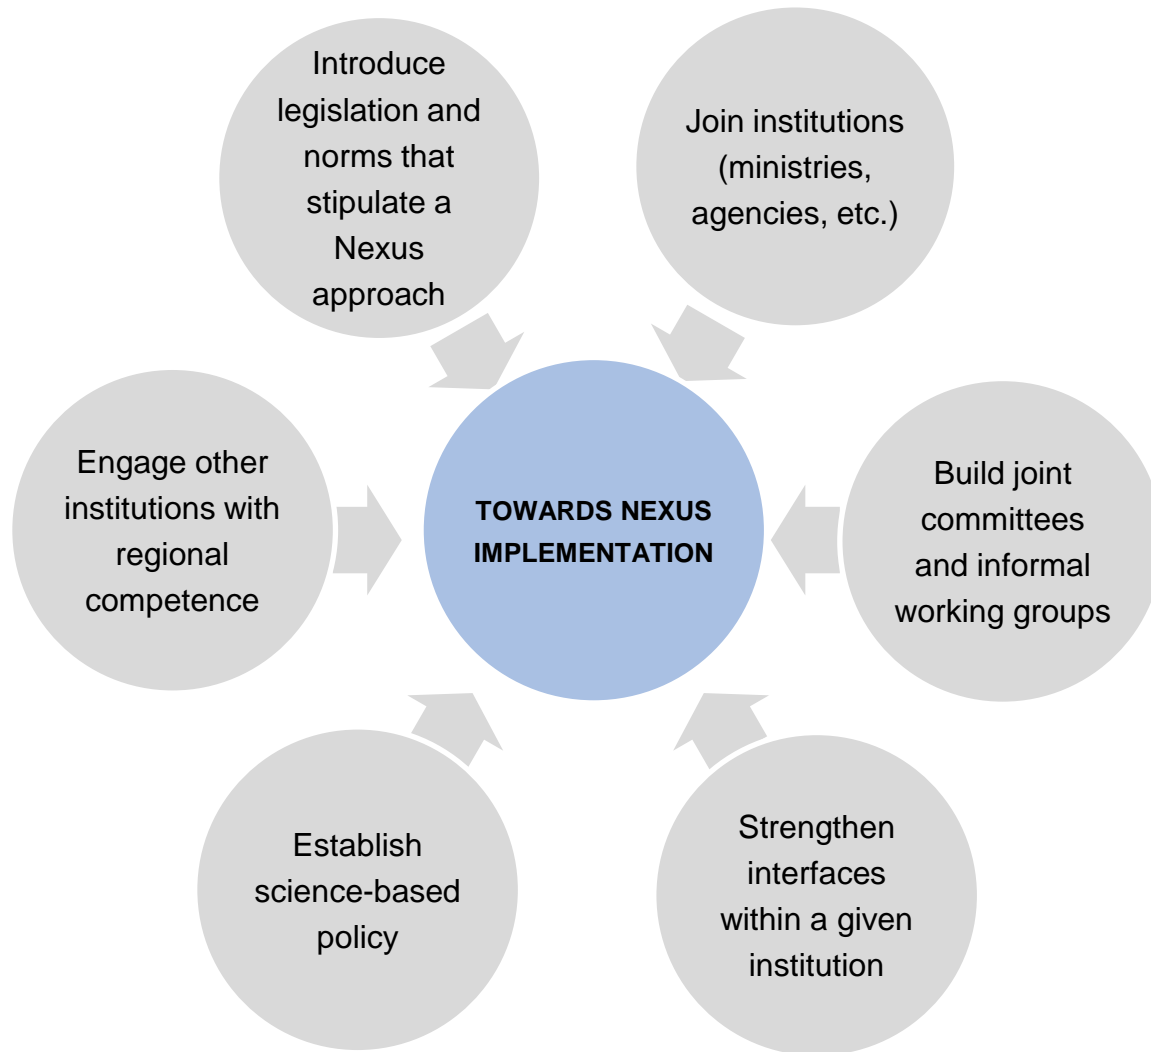 Introduce
legislation and
norms that
stipulate a
Nexus
approach
Join institutions
(ministries,
agencies, etc.)
Engage other
institutions with
regional
competence
TOWARDS NEXUS
IMPLEMENTATION
Build joint
committees
and informal
working groups
Establish
science-based
policy
Strengthen
interfaces
within a given
institution